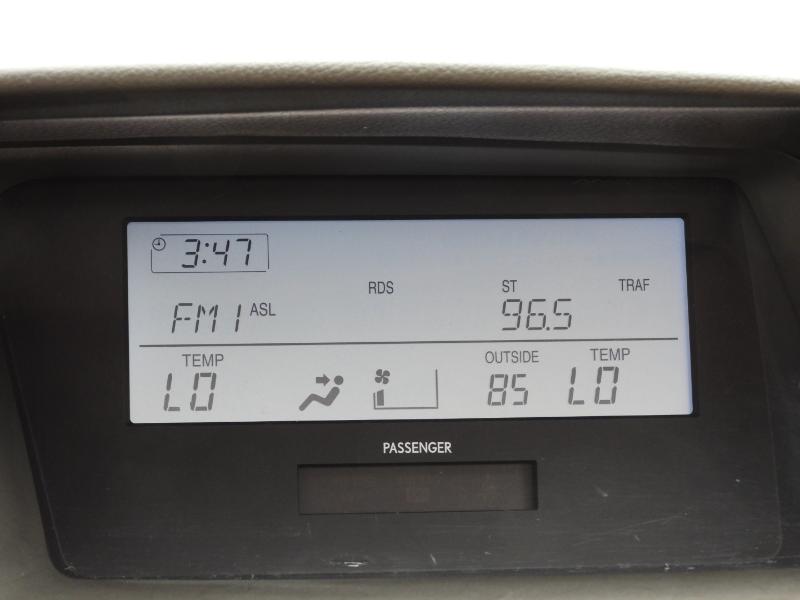 3:47
RDS ST TRAF
FM1 ASL 96.5
TEMP OUTSIDE TEMP
LO 85 LO
PASSENGER